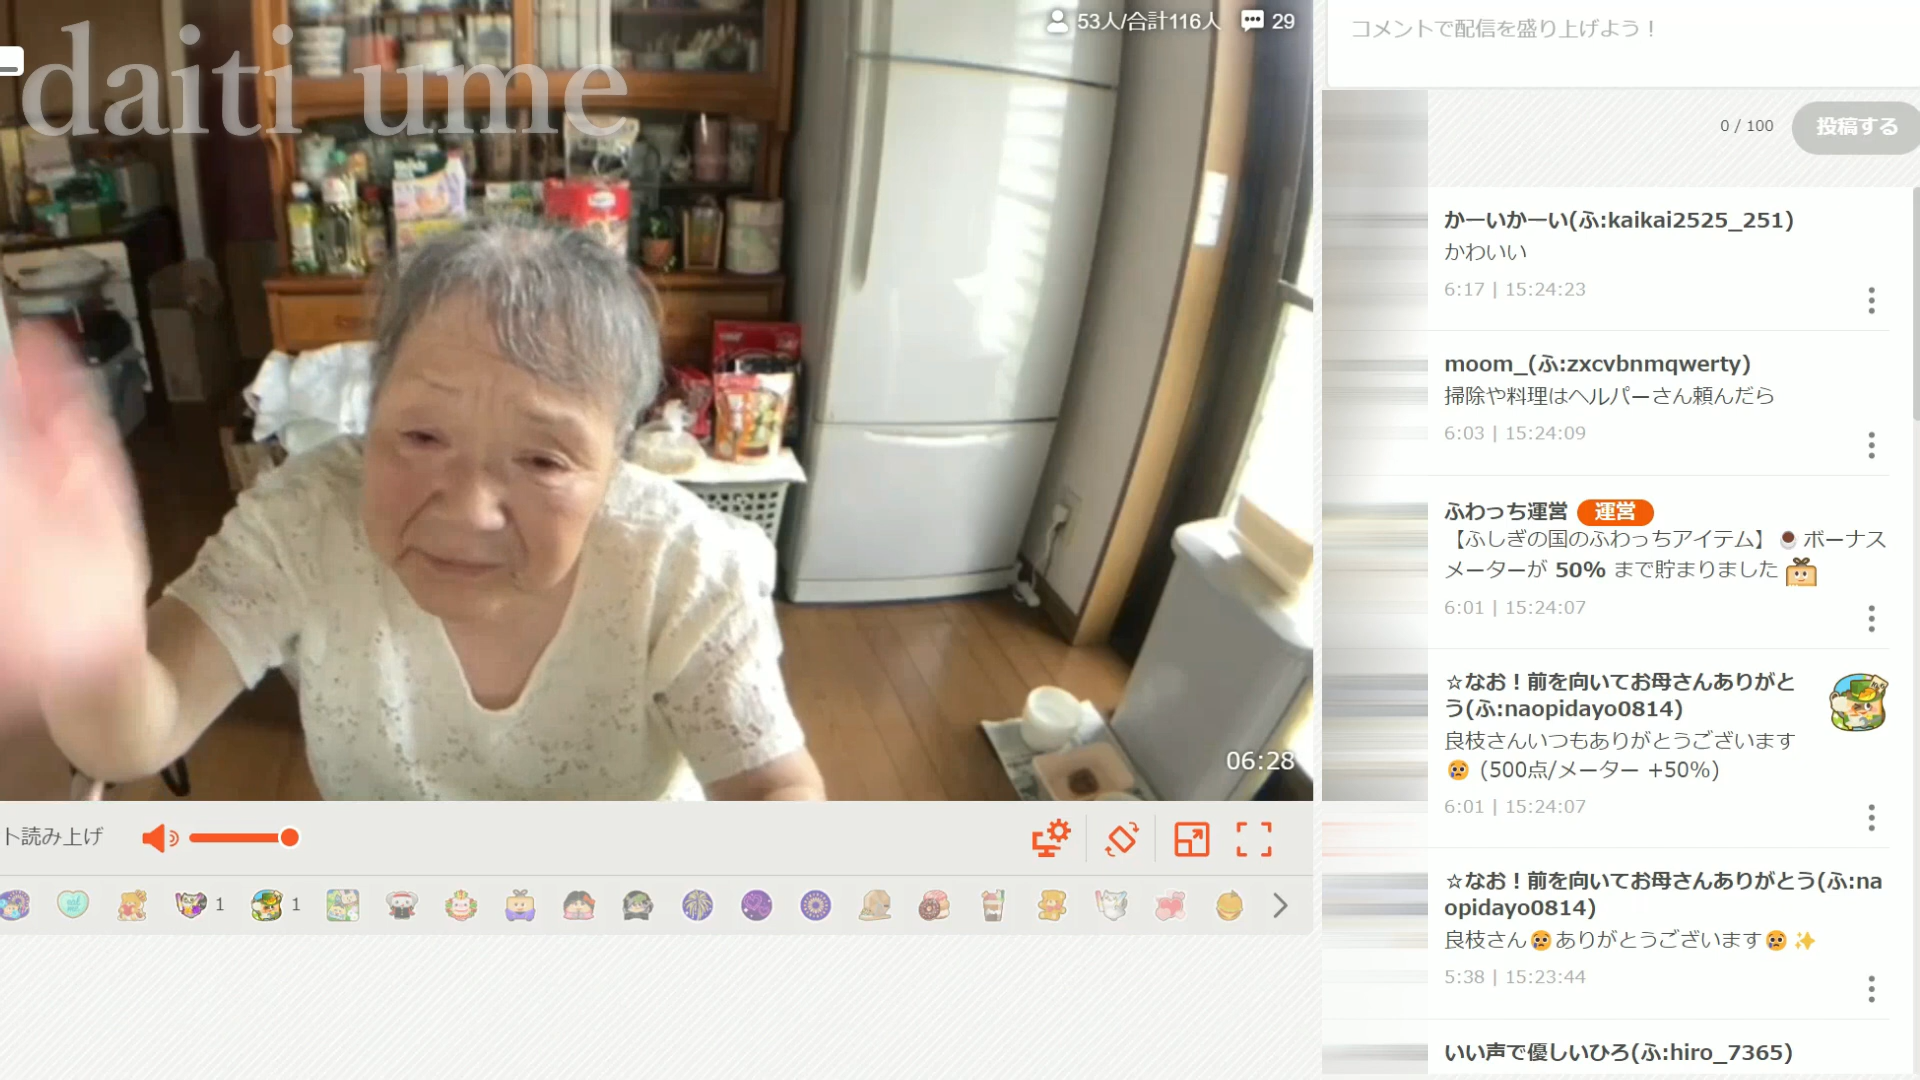 daiti ume
53人/合計116人 29
06:28
ト読み上げ
1
1
コメントで配信を盛り上げよう！
0 / 100 投稿する
かーいかーい(ふ:kaikai2525_251)
かわいい
6:17 | 15:24:23
moom_(ふ:zxcvbnmqwerty)
掃除や料理はヘルパーさん頼んだら
6:03 | 15:24:09
ふわっち運営 運営
【ふしぎの国のふわっちアイテム】 ボーナス
メーターが 50% まで貯まりました
6:01 | 15:24:07
☆なお！前を向いてお母さんありがと
う(ふ:naopidayo0814)
良枝さんいつもありがとうございます
😢 (500点/メーター +50%)
6:01 | 15:24:07
☆なお！前を向いてお母さんありがとう(ふ:na
opidayo0814)
良枝さん😢ありがとうございます😢✨
5:38 | 15:23:44
いい声で優しいひろ(ふ:hiro_7365)